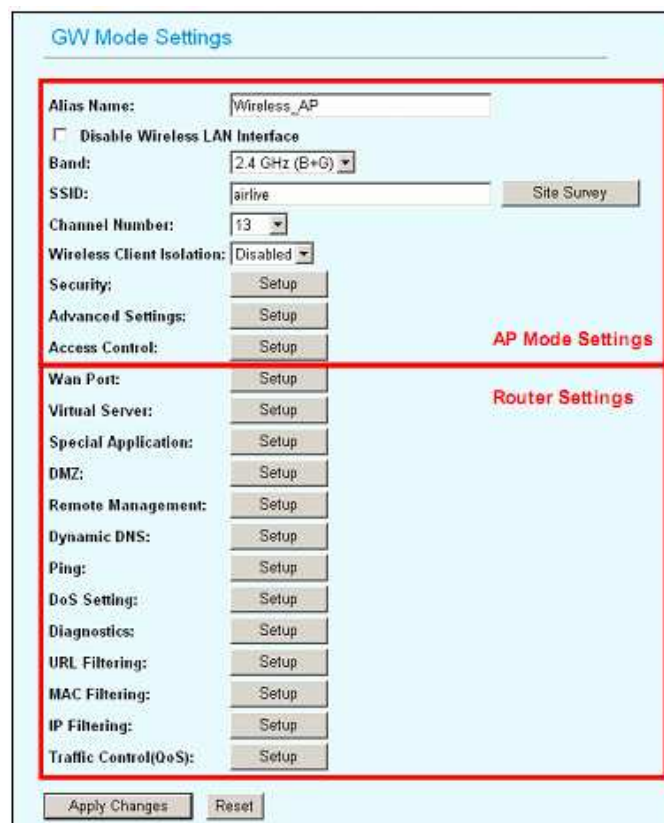 GW Mode Settings
Alias Name: Wireless_AP
Disable Wireless LAN Interface
Band: 2.4 GHz (B+G)
SSID: airlive Site Survey
Channel Number: 13
Wireless Client Isolation: Disabled
Security: Setup
Advanced Settings: Setup
Access Control: Setup
AP Mode Settings
Wan Port: Setup
Router Settings
Virtual Server: Setup
Special Application: Setup
DMZ: Setup
Remote Management: Setup
Dynamic DNS: Setup
Ping: Setup
DoS Setting: Setup
Diagnostics: Setup
URL Filtering: Setup
MAC Filtering: Setup
IP Filtering: Setup
Traffic Control(QoS): Setup
Apply Changes Reset